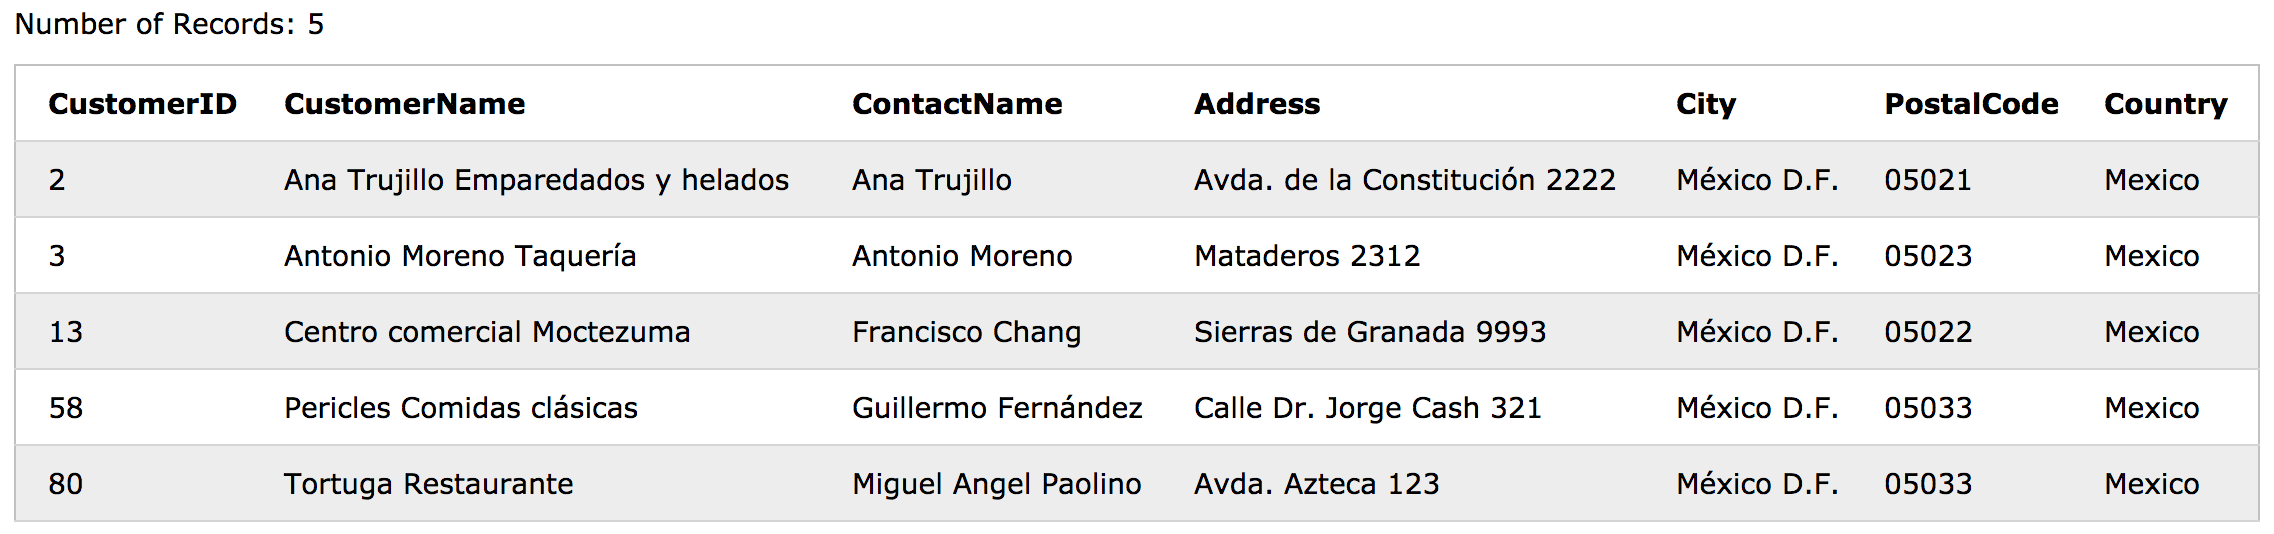 Number of Records: 5
CustomerID CustomerName ContactName Address City PostalCode Country
2 Ana Trujillo Emparedados y helados Ana Trujillo Avda. de la Constitución 2222 México D.F. 05021 Mexico
3 Antonio Moreno Taquería Antonio Moreno Mataderos 2312 México D.F. 05023 Mexico
13 Centro comercial Moctezuma Francisco Chang Sierras de Granada 9993 México D.F. 05022 Mexico
58 Pericles Comidas clásicas Guillermo Fernández Calle Dr. Jorge Cash 321 México D.F. 05033 Mexico
80 Tortuga Restaurante Miguel Angel Paolino Avda. Azteca 123 México D.F. 05033 Mexico